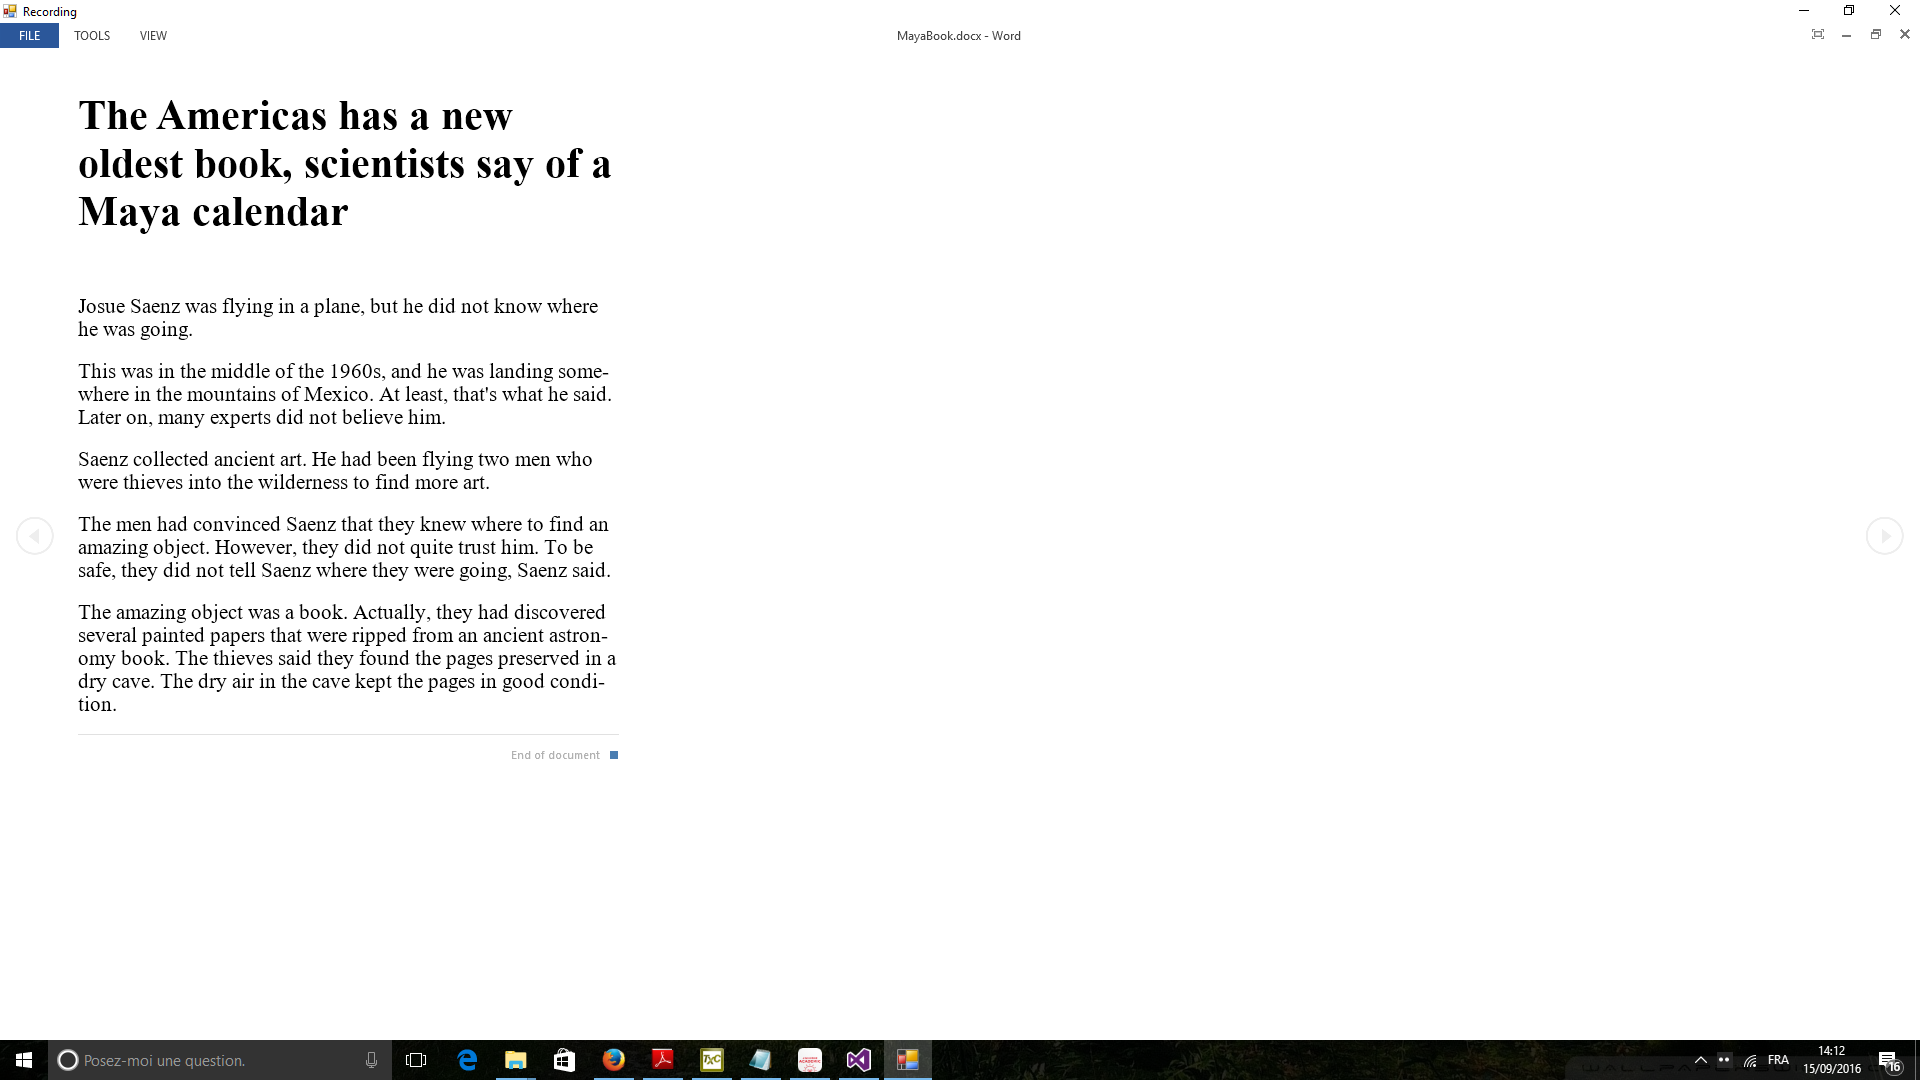 Recording
FILE TOOLS VIEW MayaBook.docx - Word
The Americas has a new
oldest book, scientists say of a
Maya calendar
Josue Saenz was flying in a plane, but he did not know where
he was going.
This was in the middle of the 1960s, and he was landing some-
where in the mountains of Mexico. At least, that's what he said.
Later on, many experts did not believe him.
Saenz collected ancient art. He had been flying two men who
were thieves into the wilderness to find more art.
The men had convinced Saenz that they knew where to find an
amazing object. However, they did not quite trust him. To be
safe, they did not tell Saenz where they were going, Saenz said.
The amazing object was a book. Actually, they had discovered
several painted papers that were ripped from an ancient astron-
omy book. The thieves said they found the pages preserved in a
dry cave. The dry air in the cave kept the pages in good condi-
tion.
End of document
Posez-moi une question.
TXC
ACADEMIC
FRA
14:12
15/09/2016
16